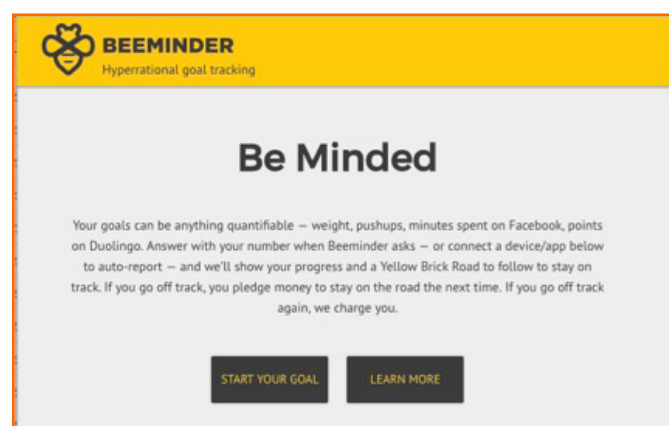 BEEMINDER
Hyperrational goal tracking
Be Minded
Your goals can be anything quantifiable — weight, pushups, minutes spent on Facebook, points
on Duolingo. Answer with your number when Beeminder asks — or connect a device/app below
to auto-report — and we'll show your progress and a Yellow Brick Road to follow to stay on
track. If you go off track, you pledge money to stay on the road the next time. If you go off track
again, we charge you.
START YOUR GOAL
LEARN MORE